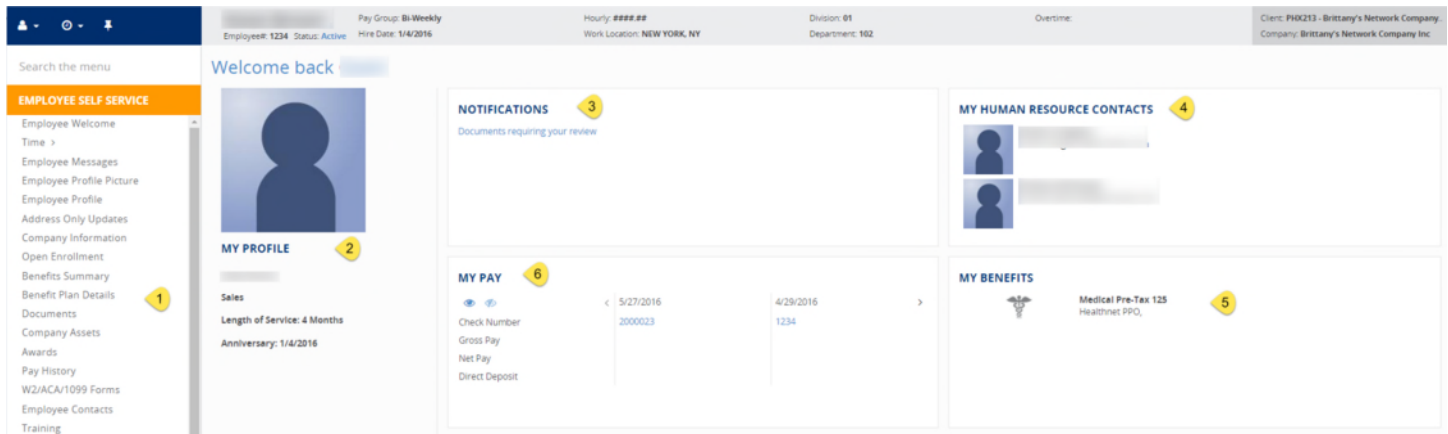 Pay Group: Bi-Weekly
Hourly: ####.##
Division: 01
Overtime:
Client: PHX213 - Brittany's Network Company..
Employee#: 1234 Status: Active
Hire Date: 1/4/2016
Work Location: NEW YORK, NY
Department: 102
Company: Brittany's Network Company Inc
Search the menu
EMPLOYEE SELF SERVICE
Employee Welcome
Time >
Employee Messages
Employee Profile Picture
Employee Profile
Address Only Updates
Company Information
Open Enrollment
Benefits Summary
Benefit Plan Details
1
Documents
Company Assets
Awards
Pay History
W2/ACA/1099 Forms
Employee Contacts
Training
Welcome back
MY PROFILE
2
Sales
Length of Service: 4 Months
Anniversary: 1/4/2016
NOTIFICATIONS
3
Documents requiring your review
MY HUMAN RESOURCE CONTACTS
4
MY PAY
6
< 5/27/2016 4/29/2016 >
Check Number 2000023 1234
Gross Pay
Net Pay
Direct Deposit
MY BENEFITS
Medical Pre-Tax 125
5
Healthnet PPO,